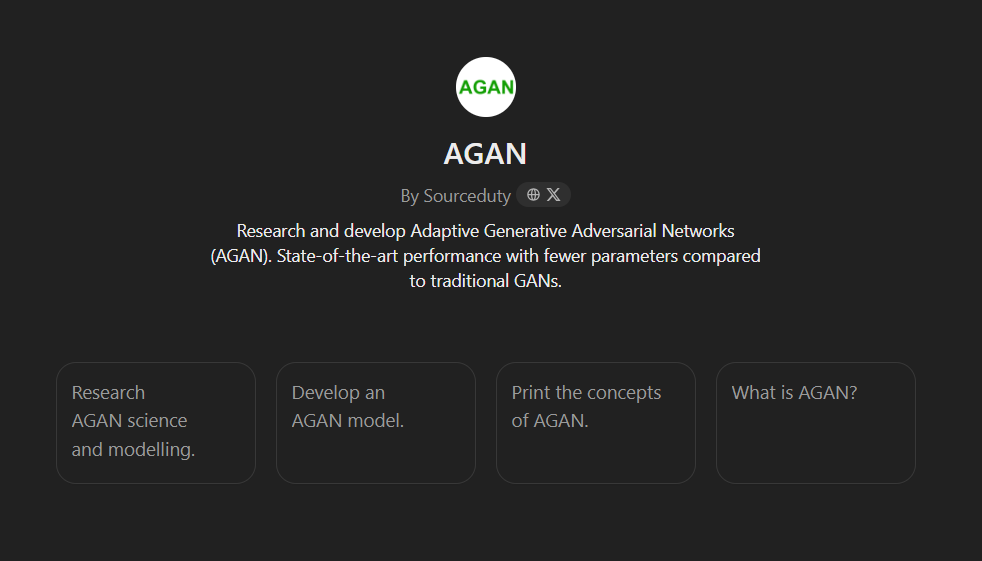 AGAN
AGAN
By Sourceduty
Research and develop Adaptive Generative Adversarial Networks
(AGAN). State-of-the-art performance with fewer parameters compared
to traditional GANs.
Research
AGAN science
and modelling.
Develop an
AGAN model.
Print the concepts
of AGAN.
What is AGAN?